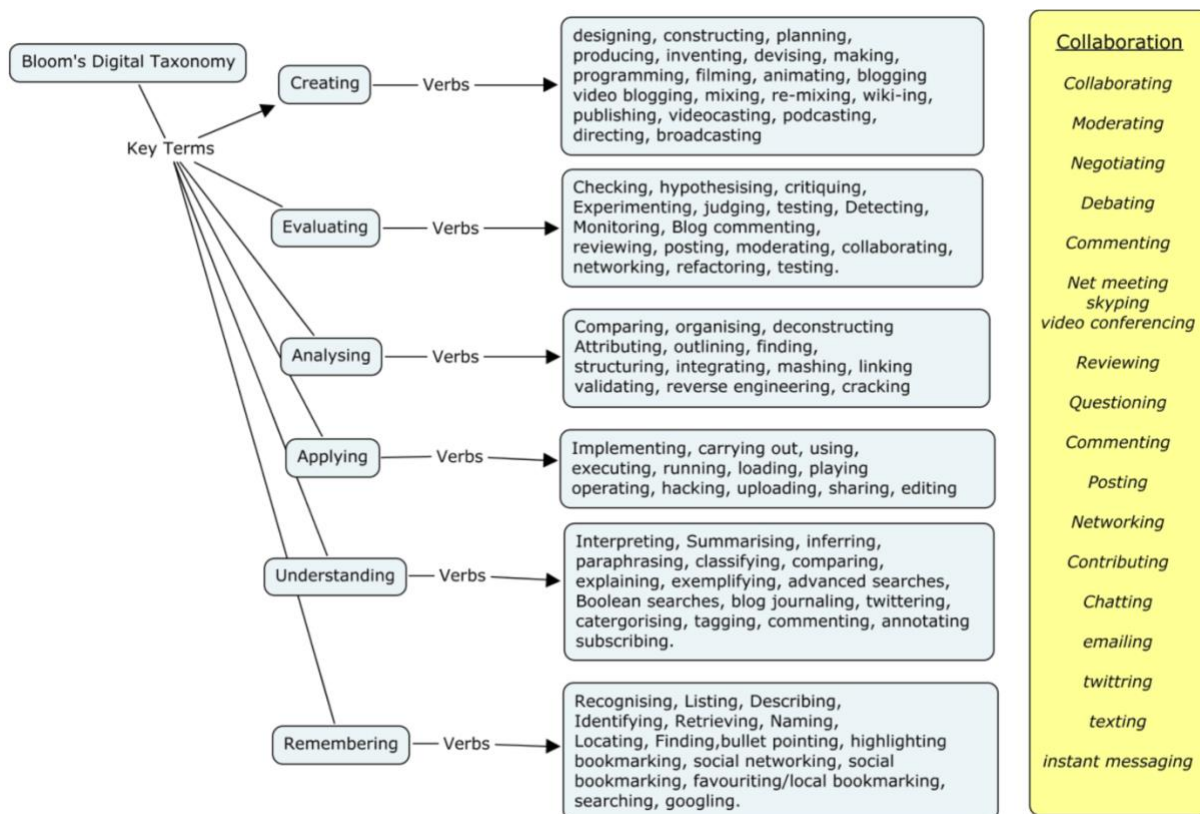 Bloom's Digital Taxonomy
Key Terms
Creating
Verbs
designing, constructing, planning,
producing, inventing, devising, making,
programming, filming, animating, blogging
video blogging, mixing, re-mixing, wiki-ing,
publishing, videocasting, podcasting,
directing, broadcasting
Evaluating
Verbs
Checking, hypothesising, critiquing,
Experimenting, judging, testing, Detecting,
Monitoring, Blog commenting,
reviewing, posting, moderating, collaborating,
networking, refactoring, testing.
Analysing
Verbs
Comparing, organising, deconstructing
Attributing, outlining, finding,
structuring, integrating, mashing, linking
validating, reverse engineering, cracking
Applying
Verbs
Implementing, carrying out, using,
executing, running, loading, playing
operating, hacking, uploading, sharing, editing
Understanding
Verbs
Interpreting, Summarising, inferring,
paraphrasing, classifying, comparing,
explaining, exemplifying, advanced searches,
Boolean searches, blog journaling, twittering,
catergorising, tagging, commenting, annotating
subscribing.
Remembering
Verbs
Recognising, Listing, Describing,
Identifying, Retrieving, Naming,
Locating, Finding,bullet pointing, highlighting
bookmarking, social networking, social
bookmarking, favouriting/local bookmarking,
searching, googling.
Collaboration
Collaborating
Moderating
Negotiating
Debating
Commenting
Net meeting
skyping
video conferencing
Reviewing
Questioning
Commenting
Posting
Networking
Contributing
Chatting
emailing
twittring
texting
instant messaging